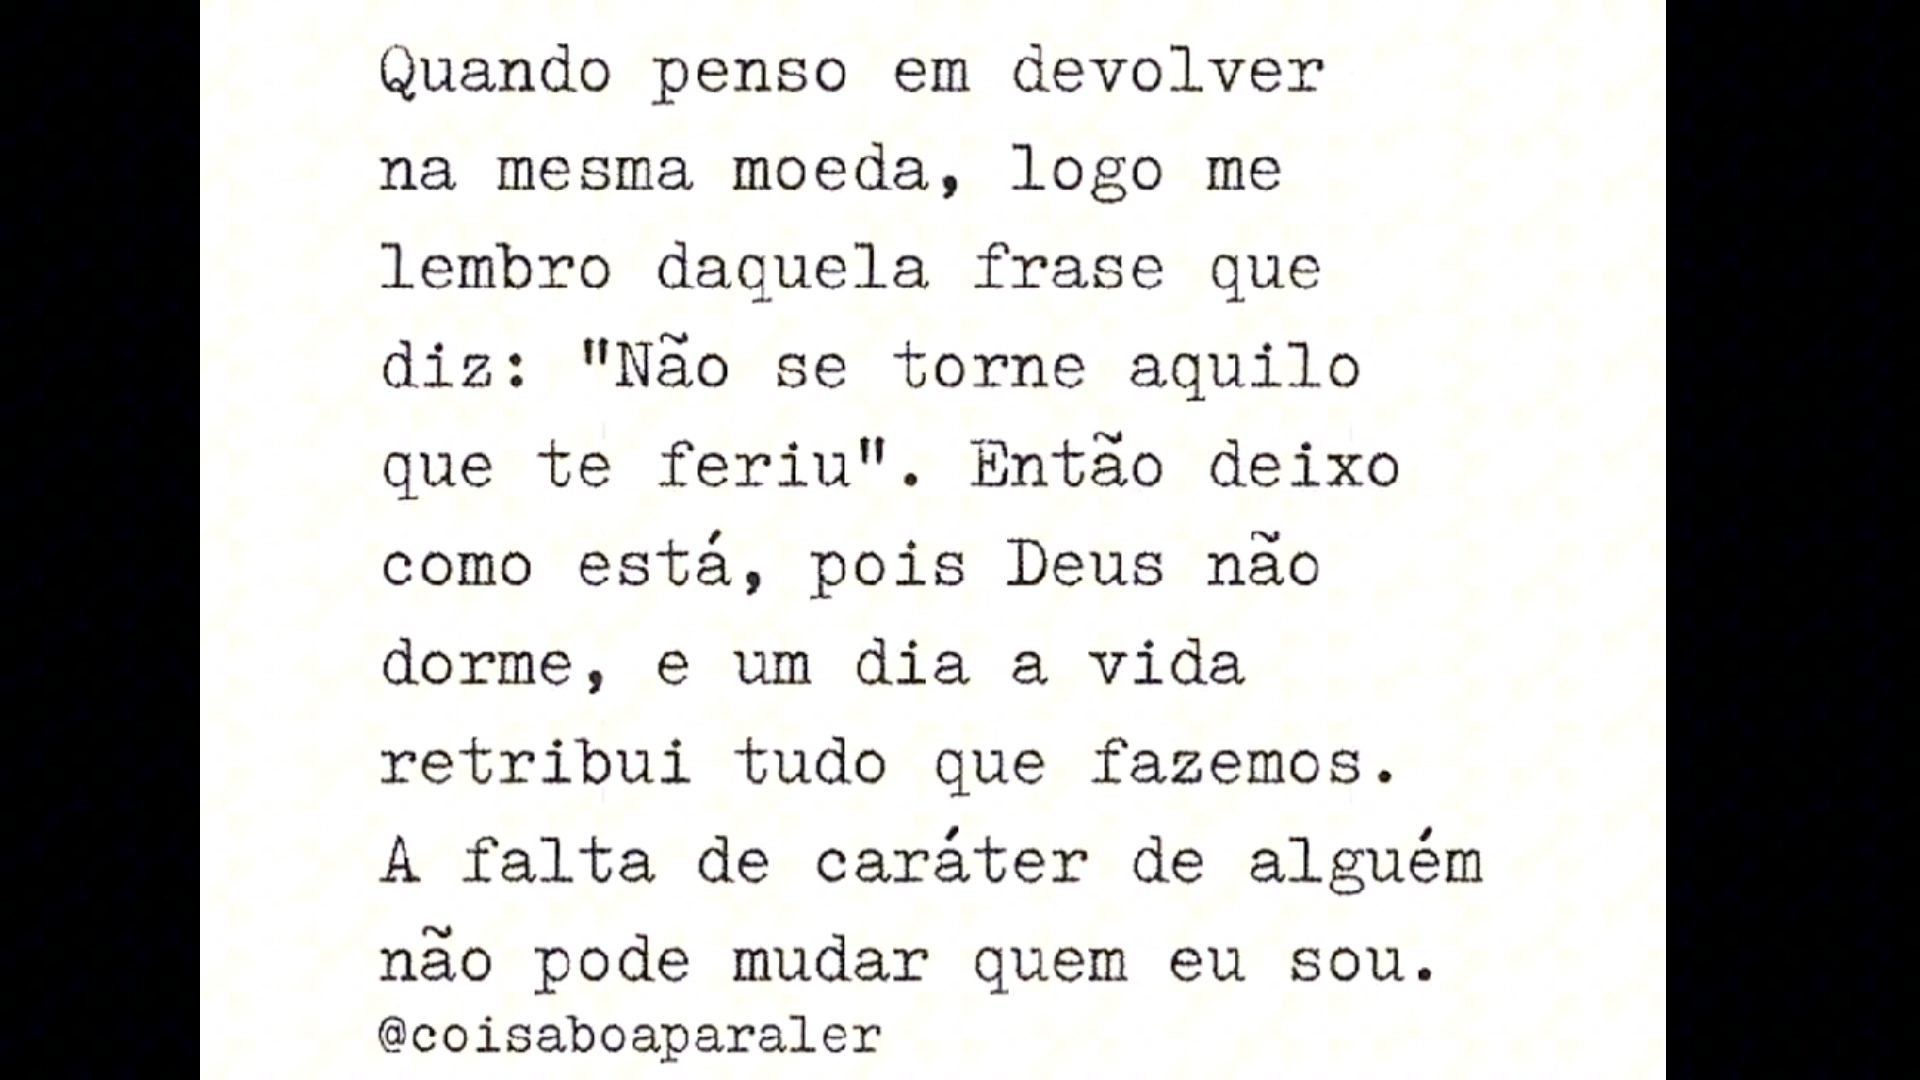 Quando penso em devolver
na mesma moeda, logo me
lembro daquela frase que
diz: "Não se torne aquilo
que te feriu". Então deixo
como está, pois Deus não
dorme, e um dia a vida
retribui tudo que fazemos.
A falta de caráter de alguém
não pode mudar quem eu sou.
@coisaboaparaler